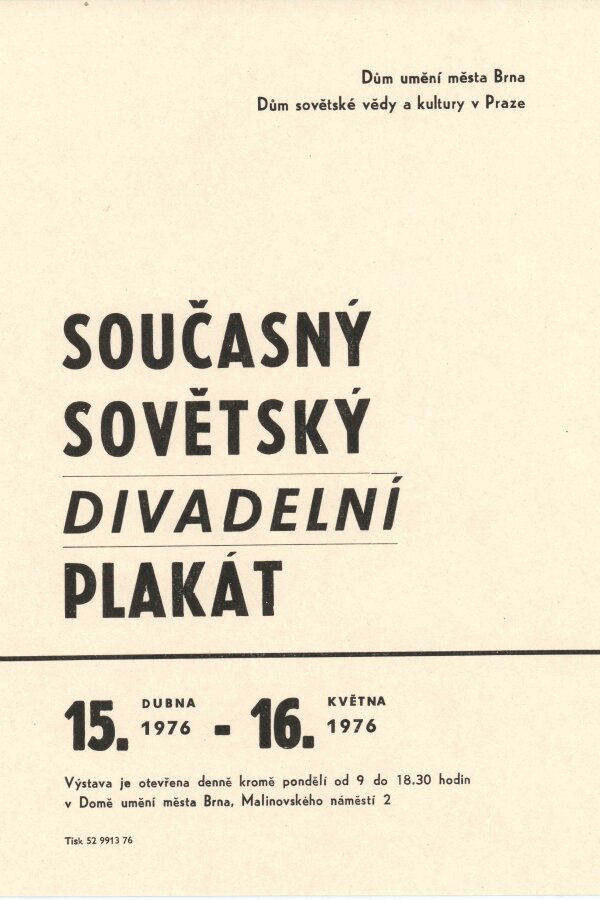 Dům umění města Brna
Dům sovětské vědy a kultury v Praze
SOUČASNÝ
SOVĚTSKÝ
DIVADELNÍ
PLAKÁT
15. DUBNA 1976 - 16. KVĚTNA 1976
Výstava je otevřena denně kromě pondělí od 9 do 18.30 hodin
v Domě umění města Brna, Malinovského náměstí 2
Tisk 52 9913 76